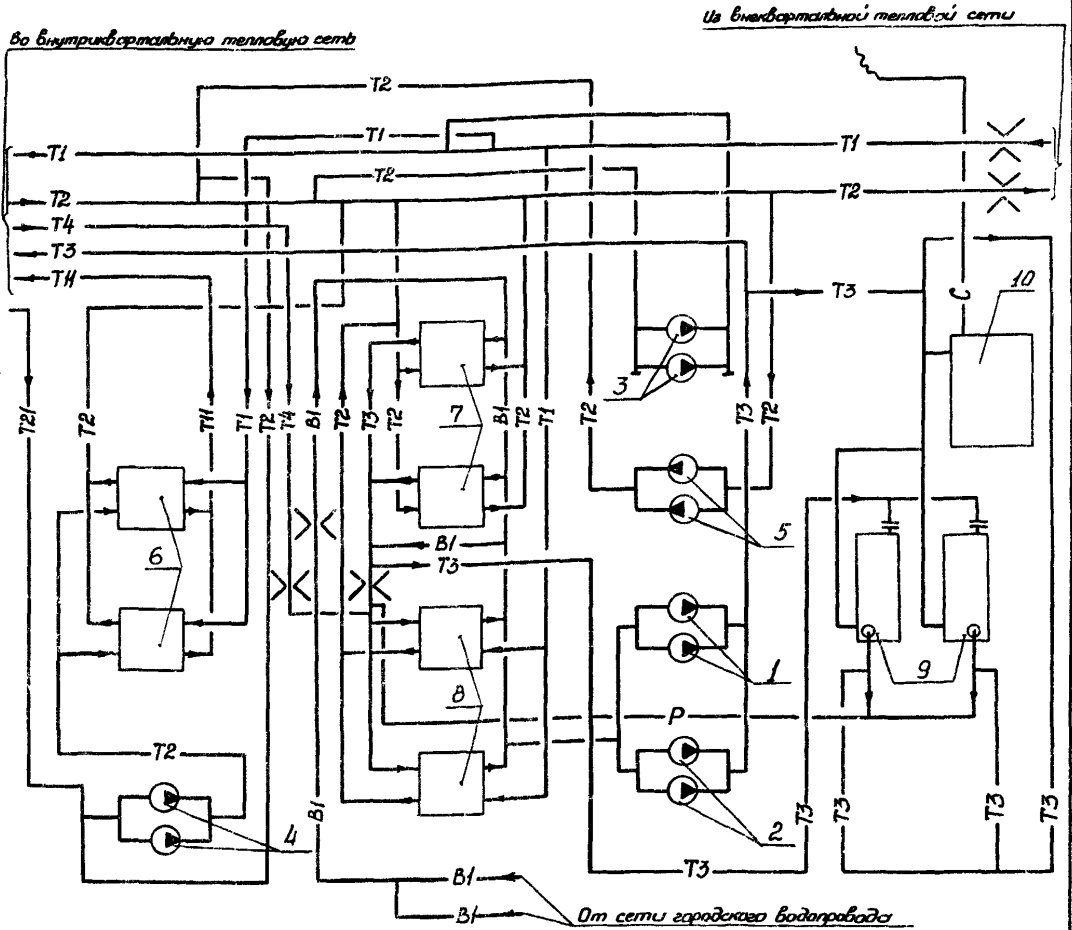 Из внеквартальной тепловой сети
Во внутриквартальную тепловую сеть
Т2
Т1
Т1
Т1
Т2
Т2
Т2
Т4
Т3
Т11
Т3
С
10
3
7
Т21
Т2
Т11
Т1
Т2
Т4
В1
Т2
Т3
Т2
В1
Т2
Т1
Т2
Т3
Т2
5
6
В1
Т3
1
9
8
Р
Т2
4
В1
2
Т3
Т3
Т3
Т3
Т3
В1
В1
От сети городского водопровода